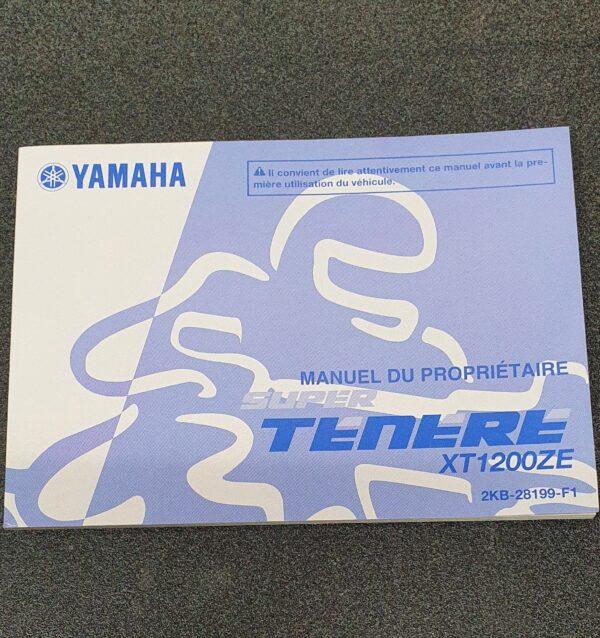 YAMAHA
⚠ Il convient de lire attentivement ce manuel avant la pre-
mière utilisation du véhicule.
MANUEL DU PROPRIÉTAIRE
SUPER
TENERE
XT1200ZE
2KB-28199-F1